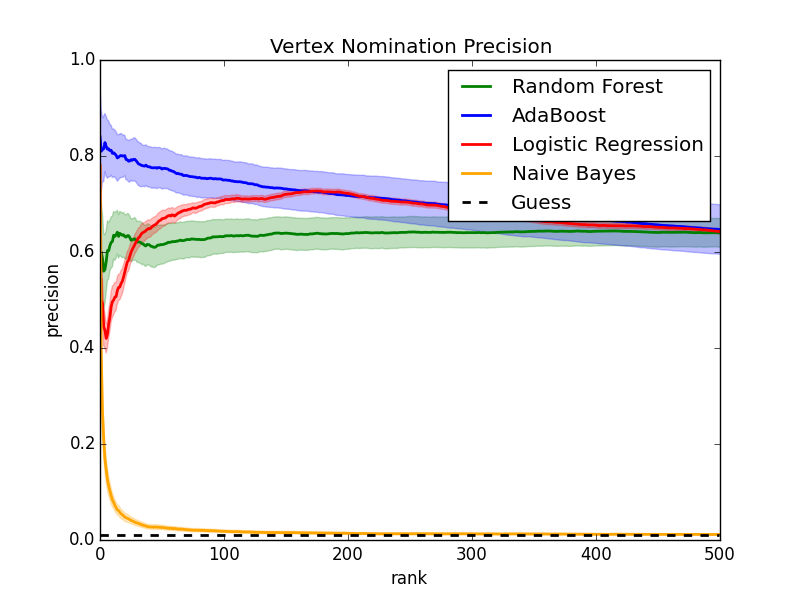 Vertex Nomination Precision
1.0
0.8
0.6
0.4
0.2
0.0
precision
Random Forest
AdaBoost
Logistic Regression
Naive Bayes
Guess
0 100 200 300 400 500
rank